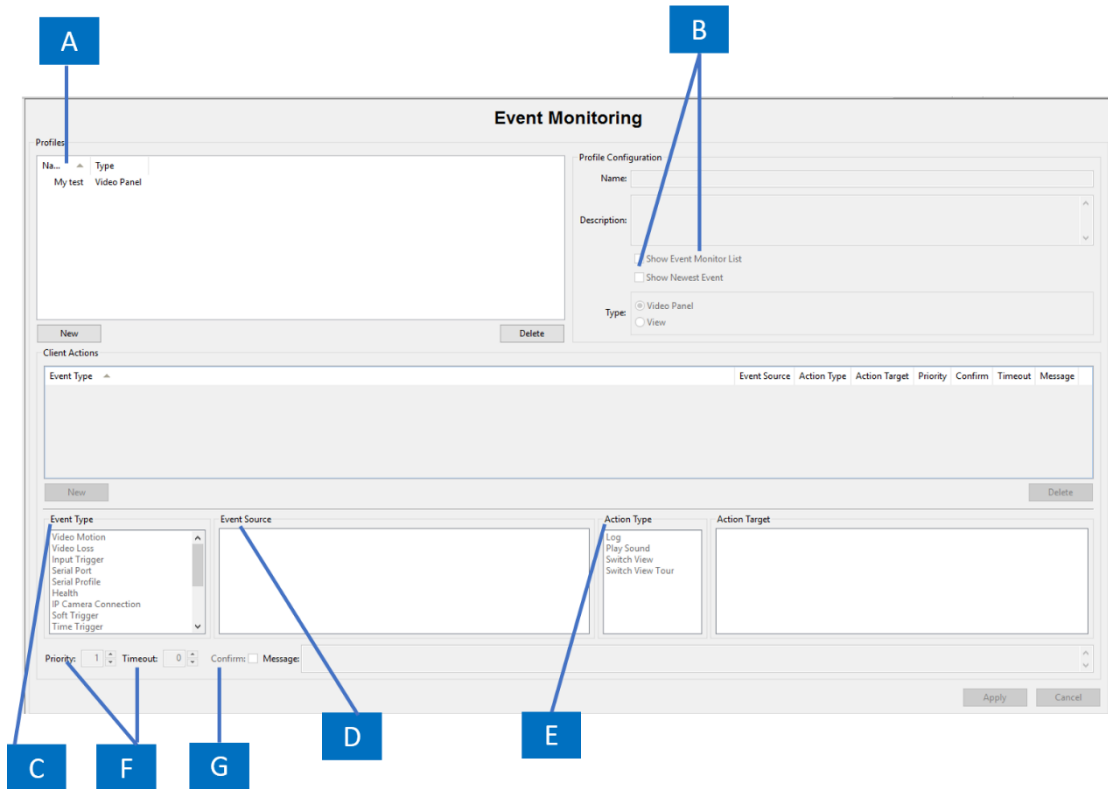 A
B
Event Monitoring
Profiles
Na... Type
My test Video Panel
New Delete
Profile Configuration
Name:
Description:
Show Event Monitor List
Show Newest Event
Type:
Video Panel
View
Client Actions
Event Type Event Source Action Type Action Target Priority Confirm Timeout Message
New Delete
Event Type
Video Motion
Video Loss
Input Trigger
Serial Port
Serial Profile
Health
IP Camera Connection
Soft Trigger
Time Trigger
Event Source
Action Type
Log
Play Sound
Switch View
Switch View Tour
Action Target
Priority: 1 Timeout: 0 Confirm: Message:
Apply Cancel
C
F
G
D
E